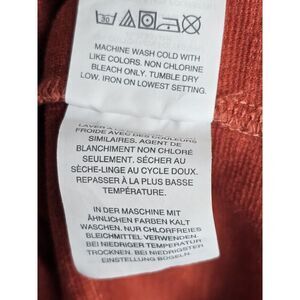 30
MACHINE WASH COLD WITH
LIKE COLORS. NON CHLORINE
BLEACH ONLY. TUMBLE DRY
LOW. IRON ON LOWEST SETTING.
LAVER
FROIDE AVEC DES COULEURS
SIMILAIRES. AGENT DE
BLANCHIMENT NON CHLORÉ
SEULEMENT. SÉCHER AU
SÈCHE-LINGE AU CYCLE DOUX.
REPASSER À LA PLUS BASSE
TEMPÉRATURE.
IN DER MASCHINE MIT
ÄHNLICHEN FARBEN KALT
WASCHEN. NUR CHLORFREIES
BLEICHMITTEL VERWENDEN.
BEI NIEDRIGER TEMPERATUR
TROCKNEN. BEI NIEDRIGSTER
EINSTELLUNG BÜGELN.